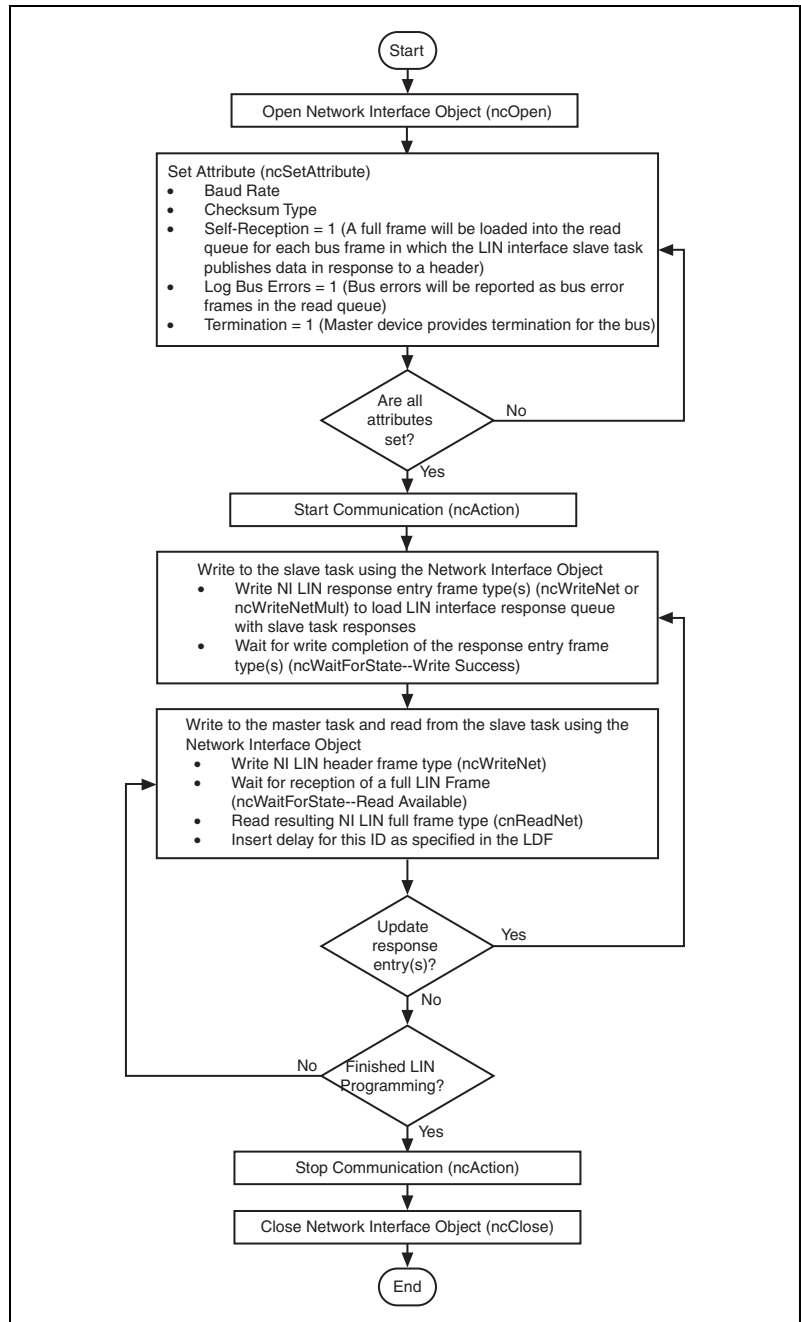 Start
Open Network Interface Object (ncOpen)
Set Attribute (ncSetAttribute)
• Baud Rate
• Checksum Type
• Self-Reception = 1 (A full frame will be loaded into the read
queue for each bus frame in which the LIN interface slave task
publishes data in response to a header)
• Log Bus Errors = 1 (Bus errors will be reported as bus error
frames in the read queue)
• Termination = 1 (Master device provides termination for the bus)
Are all
attributes
set?
No
Yes
Start Communication (ncAction)
Write to the slave task using the Network Interface Object
• Write NI LIN response entry frame type(s) (ncWriteNet or
ncWriteNetMult) to load LIN interface response queue
with slave task responses
• Wait for write completion of the response entry frame
type(s) (ncWaitForState--Write Success)
Write to the master task and read from the slave task using the
Network Interface Object
• Write NI LIN header frame type (ncWriteNet)
• Wait for reception of a full LIN Frame
(ncWaitForState--Read Available)
• Read resulting NI LIN full frame type (cnReadNet)
• Insert delay for this ID as specified in the LDF
Update
response
entry(s)?
Yes
No
Finished LIN
Programming?
No
Yes
Stop Communication (ncAction)
Close Network Interface Object (ncClose)
End